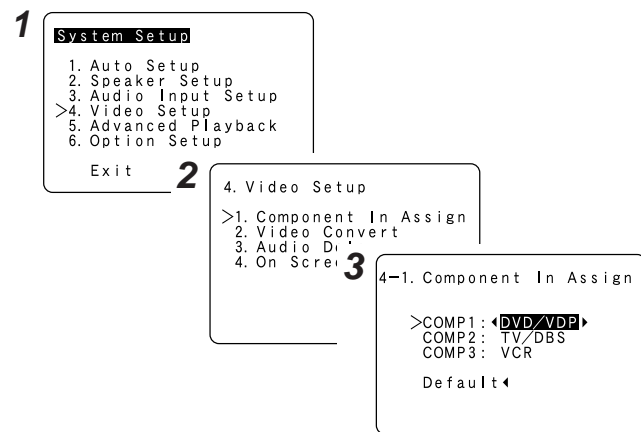 1
System Setup
1. Auto Setup
2. Speaker Setup
3. Audio Input Setup
>4. Video Setup
5. Advanced Playback
6. Option Setup
Exit
2
4. Video Setup
>1. Component In Assign
2. Video Convert
3. Audio
4. On
3
4-1. Component In Assign
>COMP1: ◀DVD/VDP▶
COMP2: TV/DBS
COMP3: VCR
Default◀